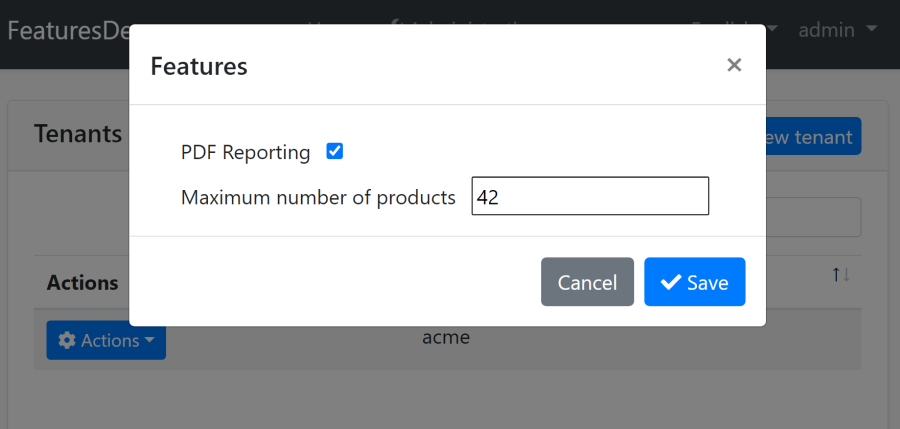 FeaturesDe
admin
Features
×
Tenants
ew tenant
PDF Reporting
Maximum number of products 42
Cancel Save
Actions
Actions
acme